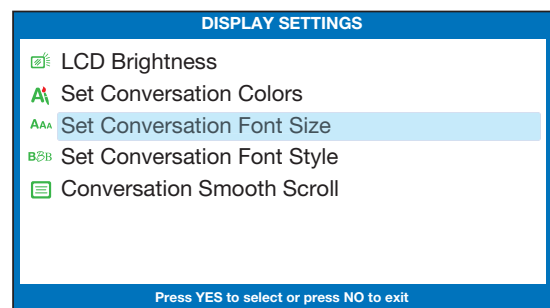 DISPLAY SETTINGS
LCD Brightness
Set Conversation Colors
Set Conversation Font Size
Set Conversation Font Style
Conversation Smooth Scroll
Press YES to select or press NO to exit